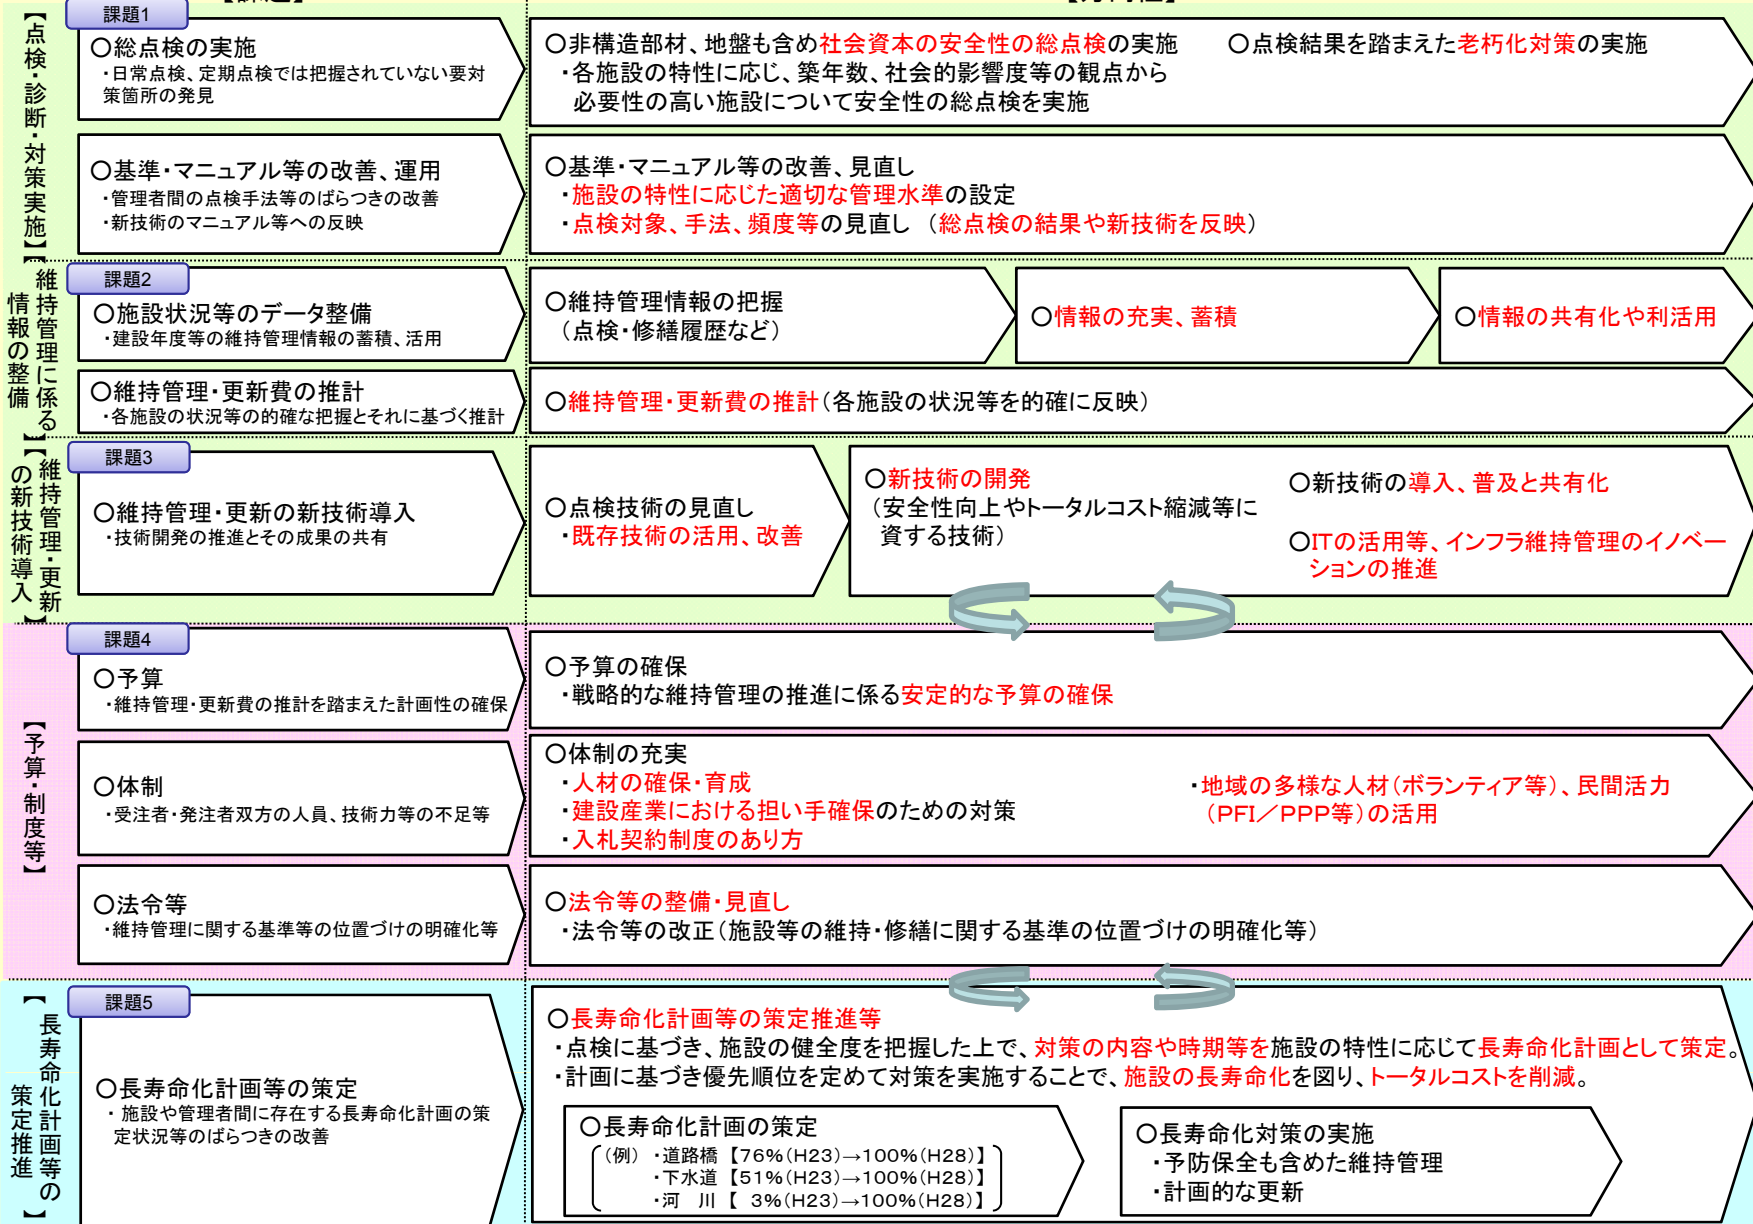 【点検・診断・対策実施】
課題1
○総点検の実施
・日常点検、定期点検では把握されていない要対
策箇所の発見
○非構造部材、地盤も含め社会資本の安全性の総点検の実施
・各施設の特性に応じ、築年数、社会的影響度等の観点から
必要性の高い施設について安全性の総点検を実施
○点検結果を踏まえた老朽化対策の実施
○基準・マニュアル等の改善、運用
・管理者間の点検手法等のばらつきの改善
・新技術のマニュアル等への反映
○基準・マニュアル等の改善、見直し
・施設の特性に応じた適切な管理水準の設定
・点検対象、手法、頻度等の見直し (総点検の結果や新技術を反映)
【維持管理に係る
情報の整備】
課題2
○施設状況等のデータ整備
・建設年度等の維持管理情報の蓄積、活用
○維持管理情報の把握
(点検・修繕履歴など)
○情報の充実、蓄積
○情報の共有化や利活用
○維持管理・更新費の推計
・各施設の状況等の的確な把握とそれに基づく推計
○維持管理・更新費の推計(各施設の状況等を的確に反映)
【維持管理・更新
の新技術導入】
課題3
○維持管理・更新の新技術導入
・技術開発の推進とその成果の共有
○点検技術の見直し
・既存技術の活用、改善
○新技術の開発
(安全性向上やトータルコスト縮減等に
資する技術)
○新技術の導入、普及と共有化
○ITの活用等、インフラ維持管理のイノベー
ションの推進
【予算・制度等】
課題4
○予算
・維持管理・更新費の推計を踏まえた計画性の確保
○予算の確保
・戦略的な維持管理の推進に係る安定的な予算の確保
○体制
・受注者・発注者双方の人員、技術力等の不足等
○体制の充実
・人材の確保・育成
・建設産業における担い手確保のための対策
・入札契約制度のあり方
・地域の多様な人材(ボランティア等)、民間活力
(PFI/PPP等)の活用
○法令等
・維持管理に関する基準等の位置づけの明確化等
○法令等の整備・見直し
・法令等の改正(施設等の維持・修繕に関する基準の位置づけの明確化等)
【長寿命化計画等の
策定推進】
課題5
○長寿命化計画等の策定
・施設や管理者間に存在する長寿命化計画の策
定状況等のばらつきの改善
○長寿命化計画等の策定推進等
・点検に基づき、施設の健全度を把握した上で、対策の内容や時期等を施設の特性に応じて長寿命化計画として策定。
・計画に基づき優先順位を定めて対策を実施することで、施設の長寿命化を図り、トータルコストを削減。
○長寿命化計画の策定
(例) ・道路橋【76%(H23)→100%(H28)】
・下水道【51%(H23)→100%(H28)】
・河 川【 3%(H23)→100%(H28)】
○長寿命化対策の実施
・予防保全も含めた維持管理
・計画的な更新